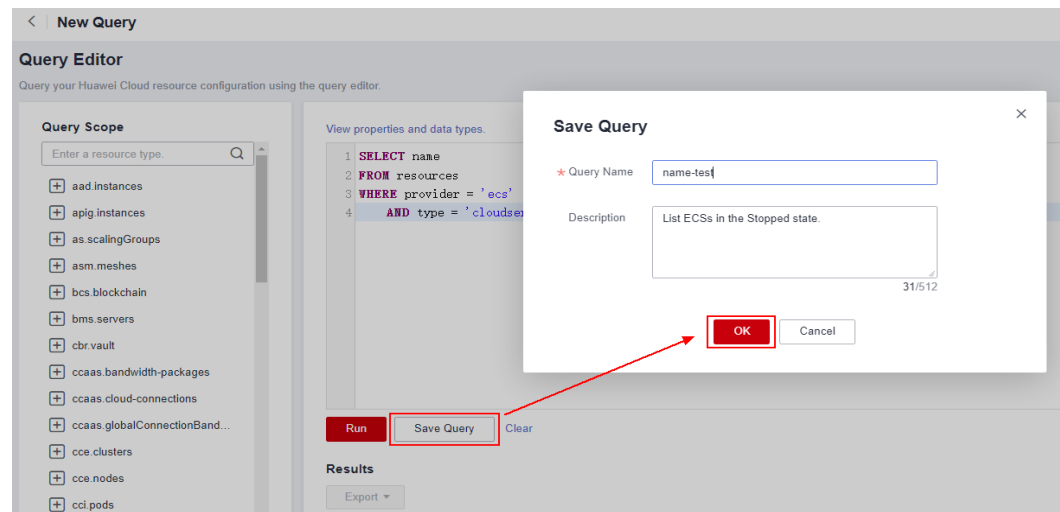 New Query
Query Editor
Query your Huawei Cloud resource configuration using the query editor.
Query Scope
Enter a resource type.
aad.instances
apig.instances
as.scalingGroups
asm.meshes
bcs.blockchain
bms.servers
cbr.vault
ccaas.bandwidth-packages
ccaas.cloud-connections
ccaas.globalConnectionBand...
cce.clusters
cce.nodes
cci.pods
View properties and data types.
1 SELECT name
2 FROM resources
3 WHERE provider = 'ecs'
4 AND type = 'cloudser
Run
Save Query
Clear
Results
Export
Save Query
* Query Name
name-test
Description
List ECSs in the Stopped state.
31/512
OK
Cancel